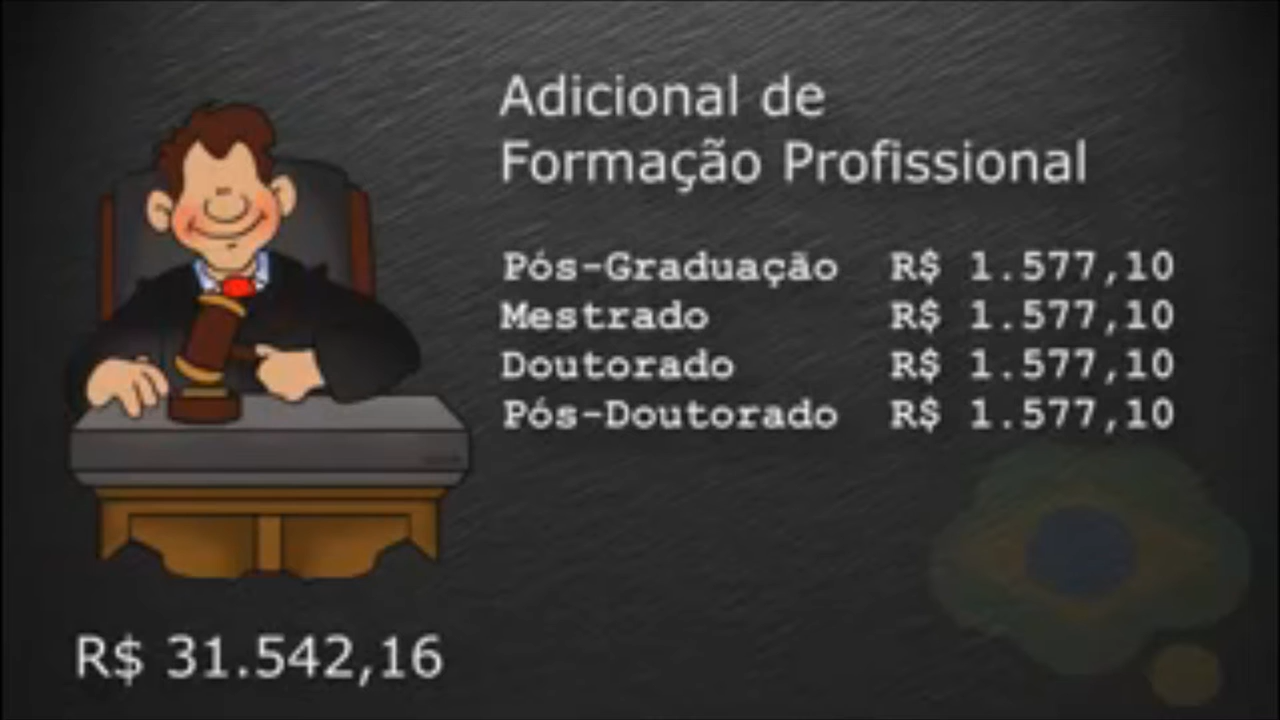 Adicional de
Formação Profissional
Pós-Graduação R$ 1.577,10
Mestrado R$ 1.577,10
Doutorado R$ 1.577,10
Pós-Doutorado R$ 1.577,10
R$ 31.542,16